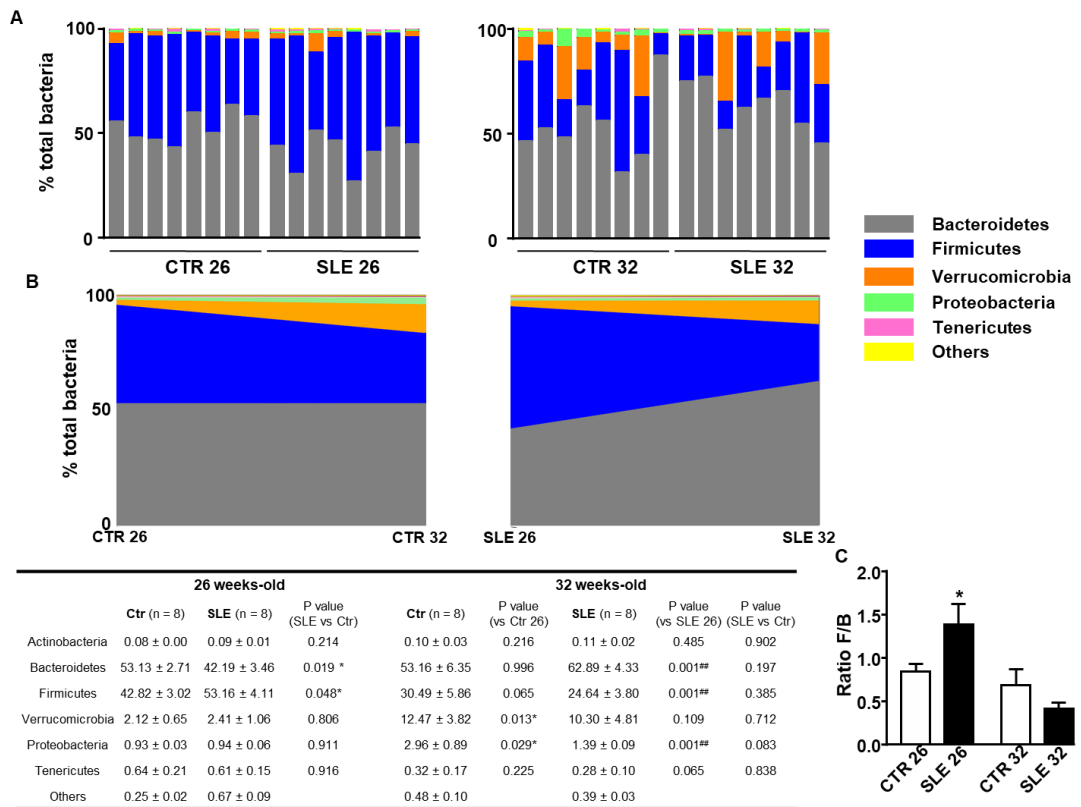 A
100
50
0
% total bacteria
CTR 26
SLE 26
100
50
0
CTR 32
SLE 32
Bacteroidetes
Firmicutes
Verrucomicrobia
Proteobacteria
Tenericutes
Others
B
100
50
0
% total bacteria
CTR 26
CTR 32
SLE 26
SLE 32
26 weeks-old 32 weeks-old
Ctr (n = 8) SLE (n = 8) P value (SLE vs Ctr) Ctr (n = 8) P value (vs Ctr 26) SLE (n = 8) P value (vs SLE 26) P value (SLE vs Ctr)
Actinobacteria 0.08 ± 0.00 0.09 ± 0.01 0.214 0.10 ± 0.03 0.216 0.11 ± 0.02 0.485 0.902
Bacteroidetes 53.13 ± 2.71 42.19 ± 3.46 0.019 * 53.16 ± 6.35 0.996 62.89 ± 4.33 0.001## 0.197
Firmicutes 42.82 ± 3.02 53.16 ± 4.11 0.048* 30.49 ± 5.86 0.065 24.64 ± 3.80 0.001## 0.385
Verrucomicrobia 2.12 ± 0.65 2.41 ± 1.06 0.806 12.47 ± 3.82 0.013* 10.30 ± 4.81 0.109 0.712
Proteobacteria 0.93 ± 0.03 0.94 ± 0.06 0.911 2.96 ± 0.89 0.029* 1.39 ± 0.09 0.001## 0.083
Tenericutes 0.64 ± 0.21 0.61 ± 0.15 0.916 0.32 ± 0.17 0.225 0.28 ± 0.10 0.065 0.838
Others 0.25 ± 0.02 0.67 ± 0.09 0.48 ± 0.10 0.39 ± 0.03
C
2.0
1.5
1.0
0.5
0.0
Ratio F/B
*
CTR 26
SLE 26
CTR 32
SLE 32